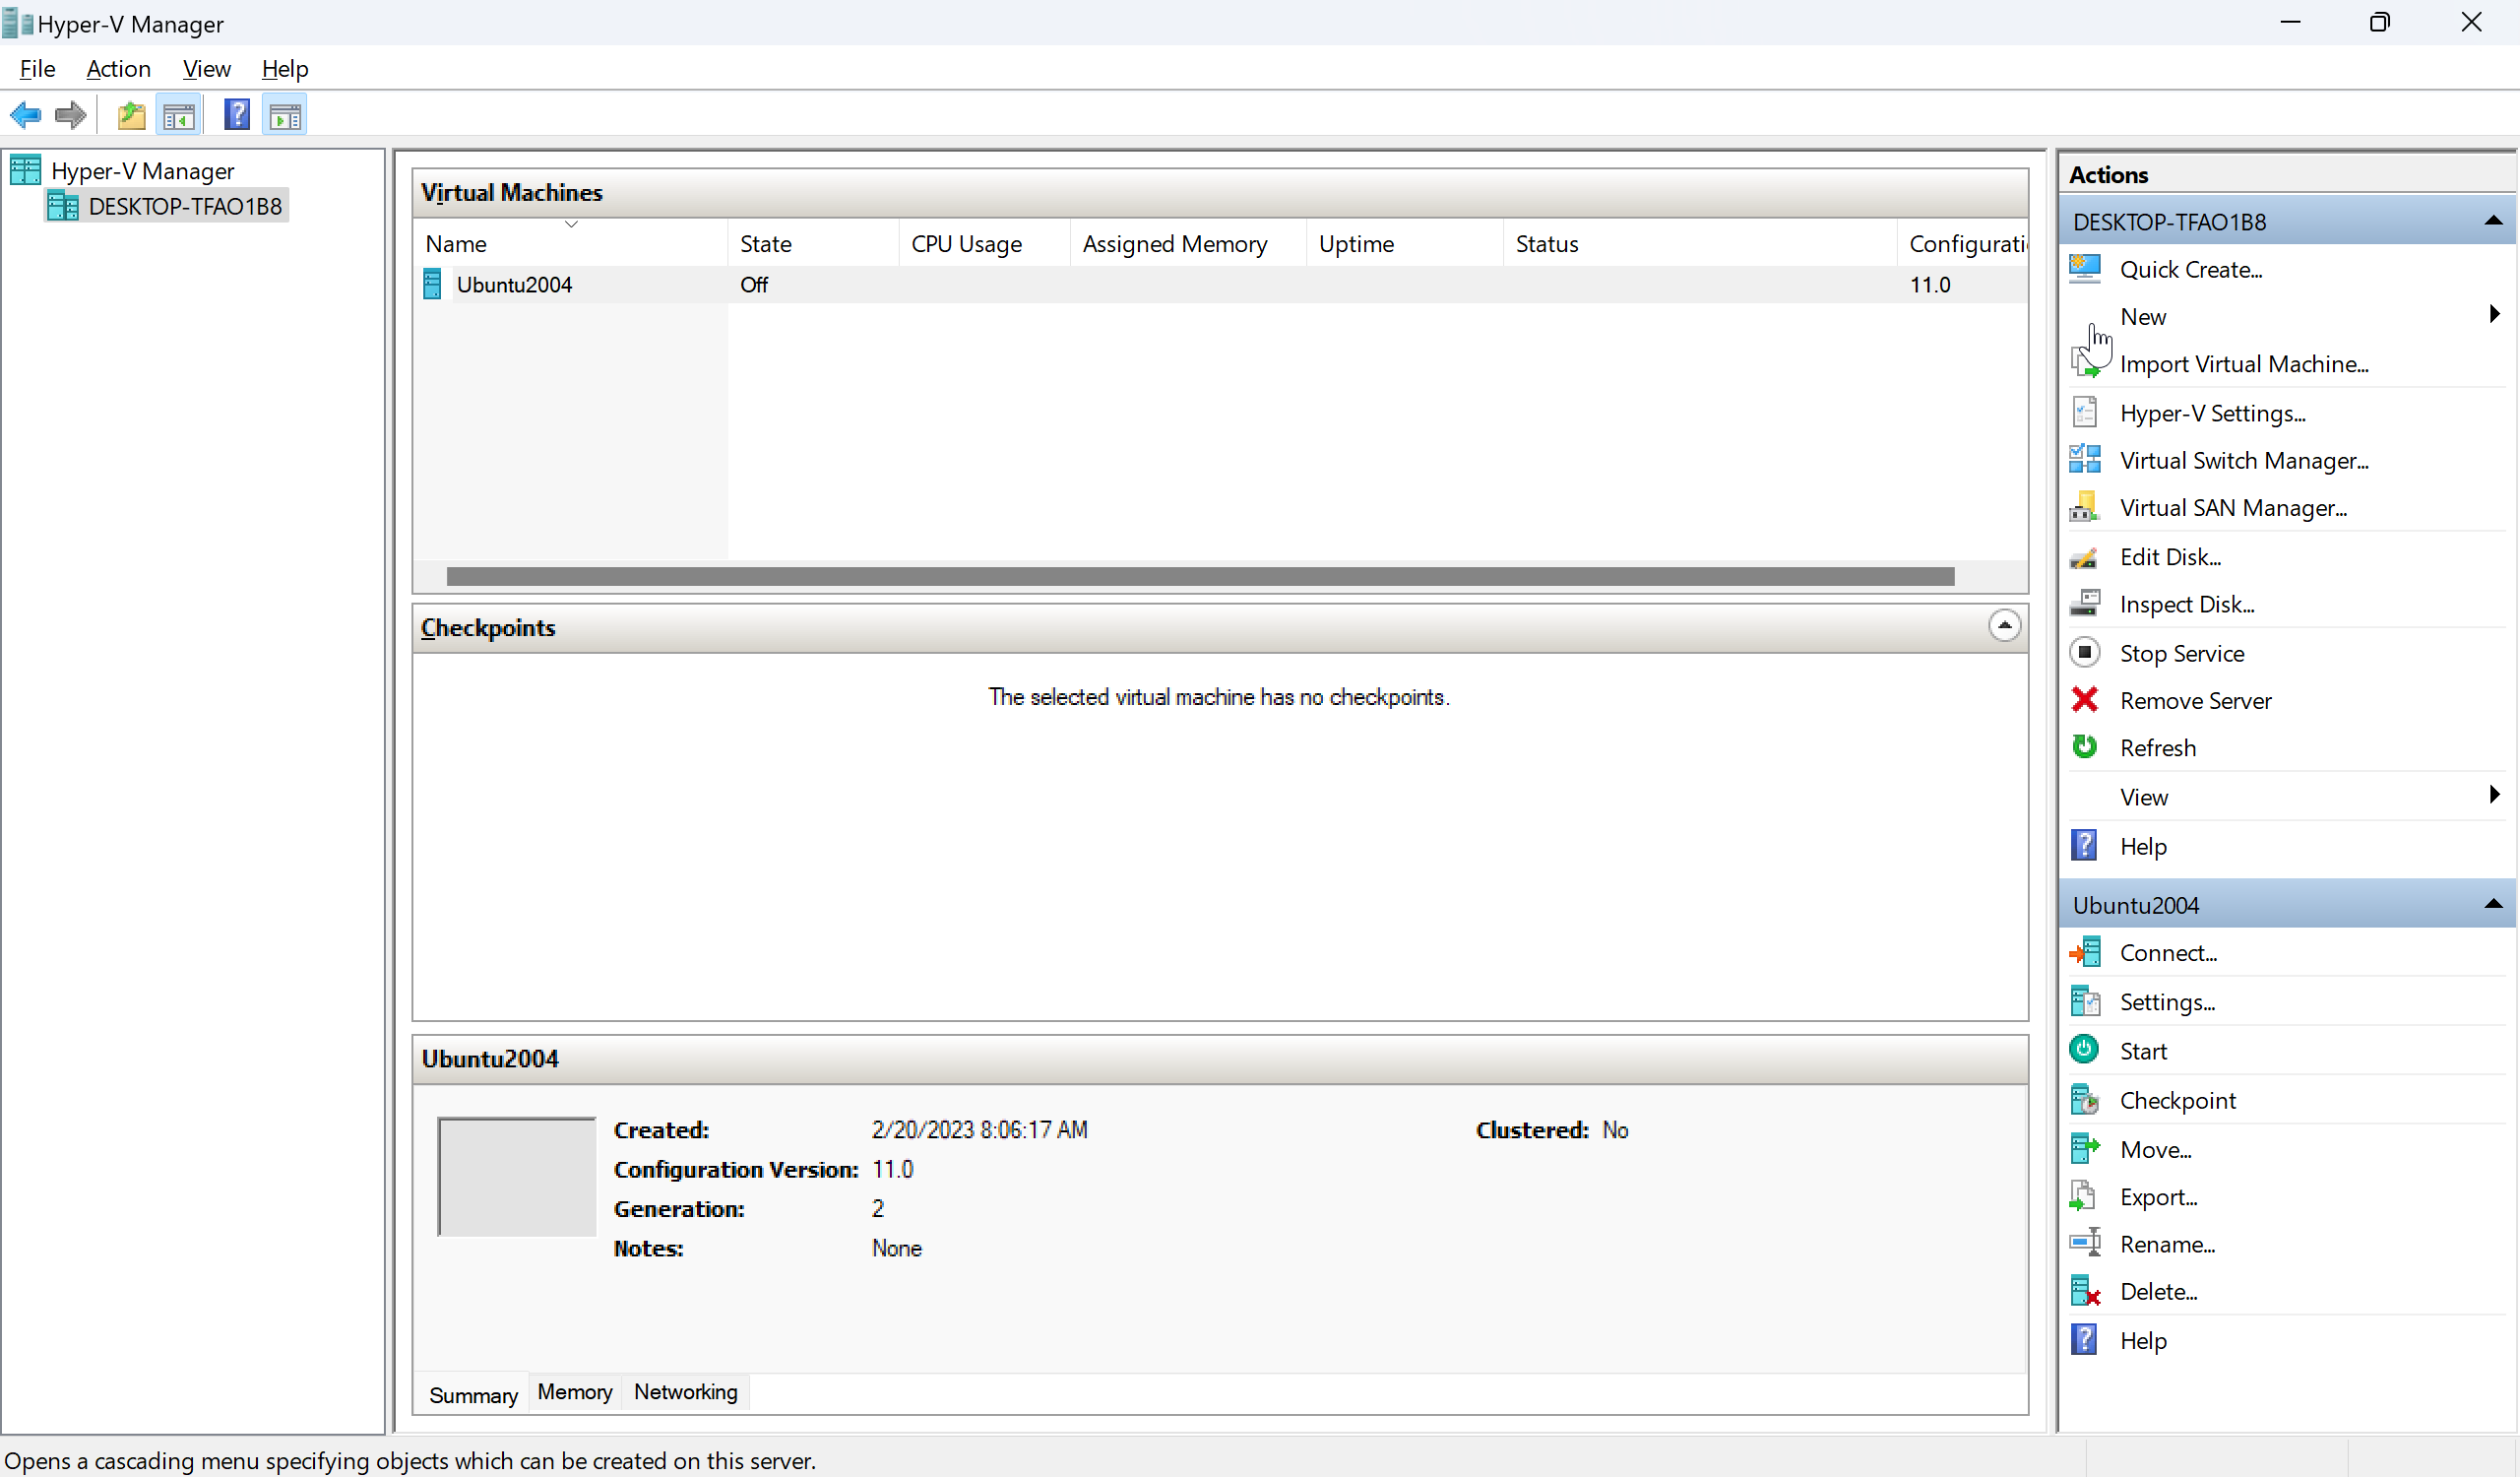 Hyper-V Manager
File Action View Help
Hyper-V Manager
DESKTOP-TFAO1B8
Virtual Machines
Name State CPU Usage Assigned Memory Uptime Status Configurati
Ubuntu2004 Off 11.0
Checkpoints
The selected virtual machine has no checkpoints.
Ubuntu2004
Created: 2/20/2023 8:06:17 AM Clustered: No
Configuration Version: 11.0
Generation: 2
Notes: None
Summary Memory Networking
Actions
DESKTOP-TFAO1B8
Quick Create...
New
Import Virtual Machine...
Hyper-V Settings...
Virtual Switch Manager...
Virtual SAN Manager...
Edit Disk...
Inspect Disk...
Stop Service
Remove Server
Refresh
View
Help
Ubuntu2004
Connect...
Settings...
Start
Checkpoint
Move...
Export...
Rename...
Delete...
Help
Opens a cascading menu specifying objects which can be created on this server.